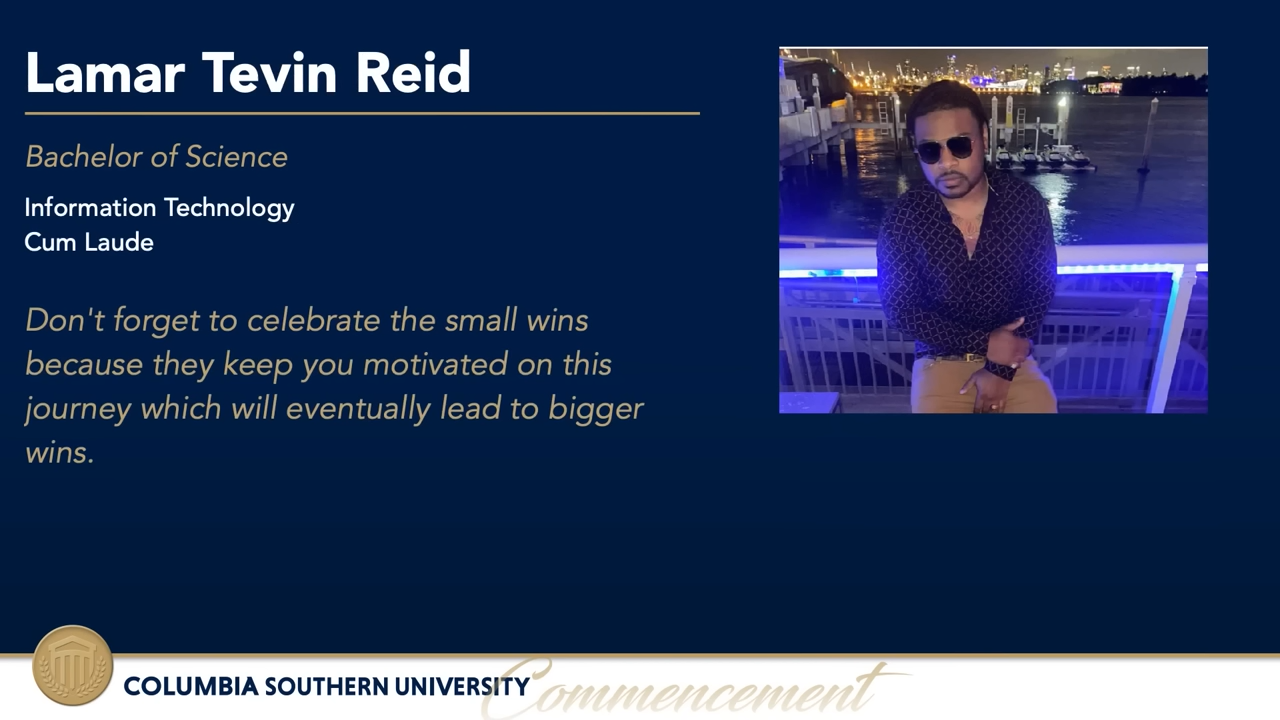 Lamar Tevin Reid
Bachelor of Science
Information Technology
Cum Laude
Don't forget to celebrate the small wins
because they keep you motivated on this
journey which will eventually lead to bigger
wins.
COLUMBIA SOUTHERN UNIVERSITY
Commencement